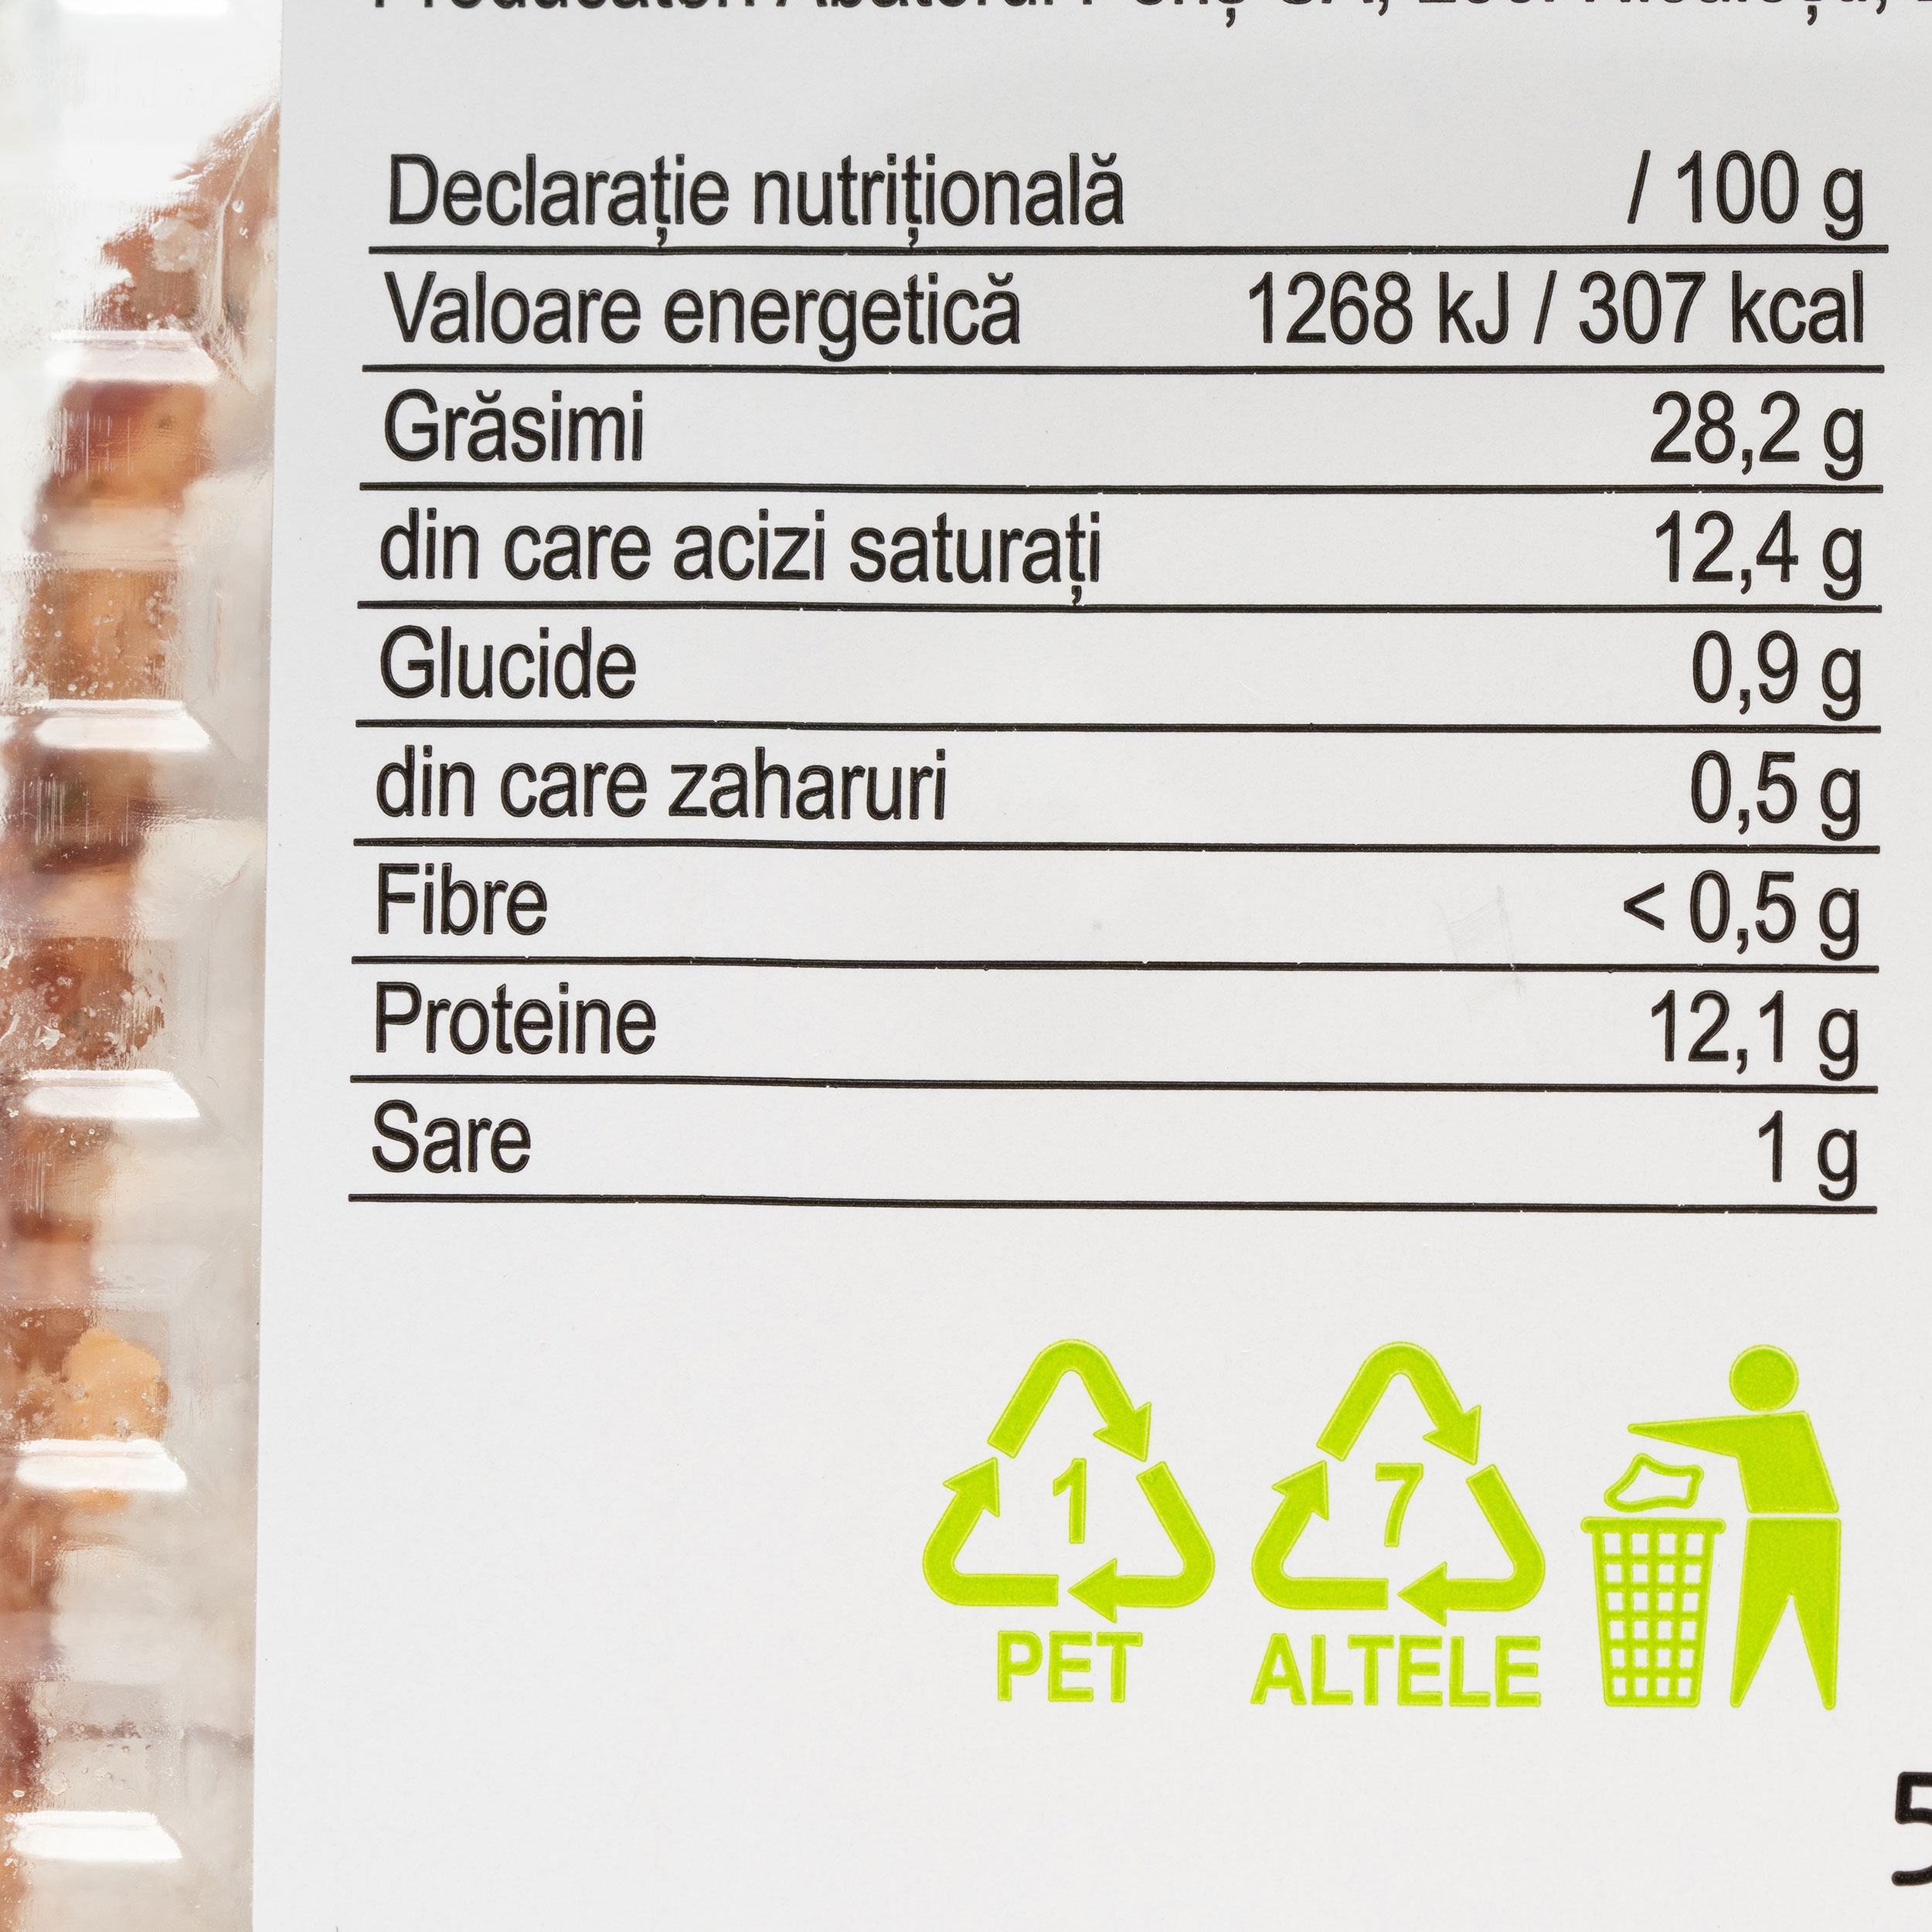 Declarație nutrițională / 100 g
Valoare energetică 1268 kJ / 307 kcal
Grăsimi 28,2 g
din care acizi saturați 12,4 g
Glucide 0,9 g
din care zaharuri 0,5 g
Fibre < 0,5 g
Proteine 12,1 g
Sare 1 g
1 7
PET ALTELE
5